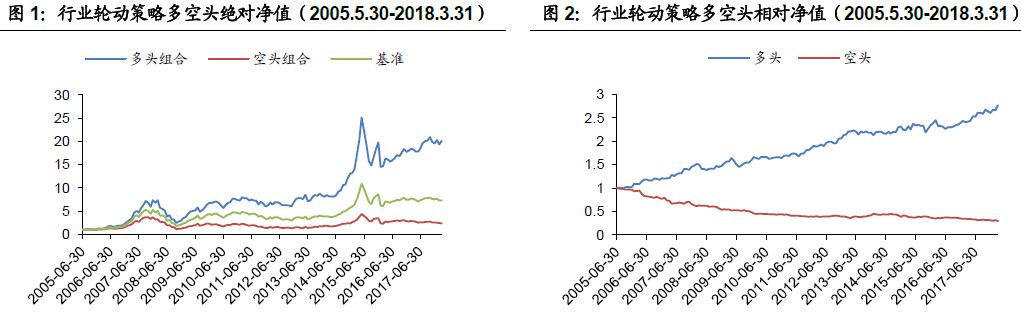 图 1：行业轮动策略多空头绝对净值（2005.5.30-2018.3.31）
多头组合 空头组合 基准
30
25
20
15
10
5
0
2005-06-30 2006-06-30 2007-06-30 2008-06-30 2009-06-30 2010-06-30 2011-06-30 2012-06-30 2013-06-30 2014-06-30 2015-06-30 2016-06-30 2017-06-30
图 2：行业轮动策略多空头相对净值（2005.5.30-2018.3.31）
多头 空头
3
2.5
2
1.5
1
0.5
0
2005-06-30 2006-06-30 2007-06-30 2008-06-30 2009-06-30 2010-06-30 2011-06-30 2012-06-30 2013-06-30 2014-06-30 2015-06-30 2016-06-30 2017-06-30